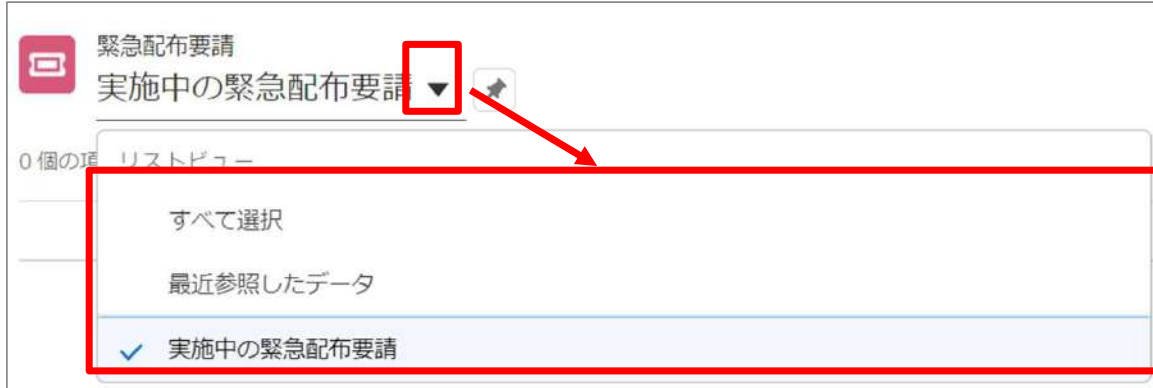 緊急配布要請
実施中の緊急配布要請
0 個の項
リストビュー
すべて選択
最近参照したデータ
実施中の緊急配布要請